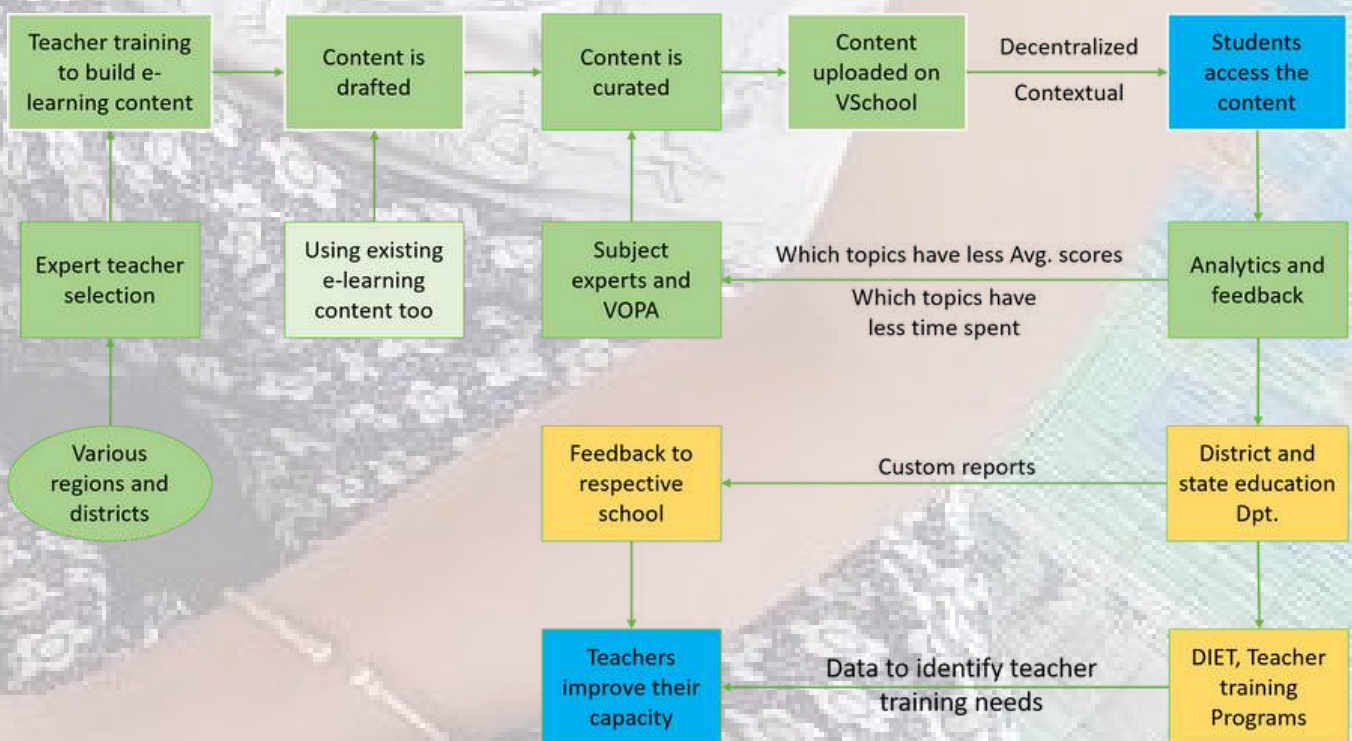 Teacher training
to build e-
learning content
Content is
drafted
Content is
curated
Content
uploaded on
VSchool
Decentralized
Contextual
Students
access the
content
Expert teacher
selection
Using existing
e-learning
content too
Subject
experts and
VOPA
Which topics have less Avg. scores
Which topics have
less time spent
Analytics and
feedback
Various
regions and
districts
Feedback to
respective
school
Custom reports
District and
state education
Dpt.
Teachers
improve their
capacity
Data to identify teacher
training needs
DIET, Teacher
training
Programs